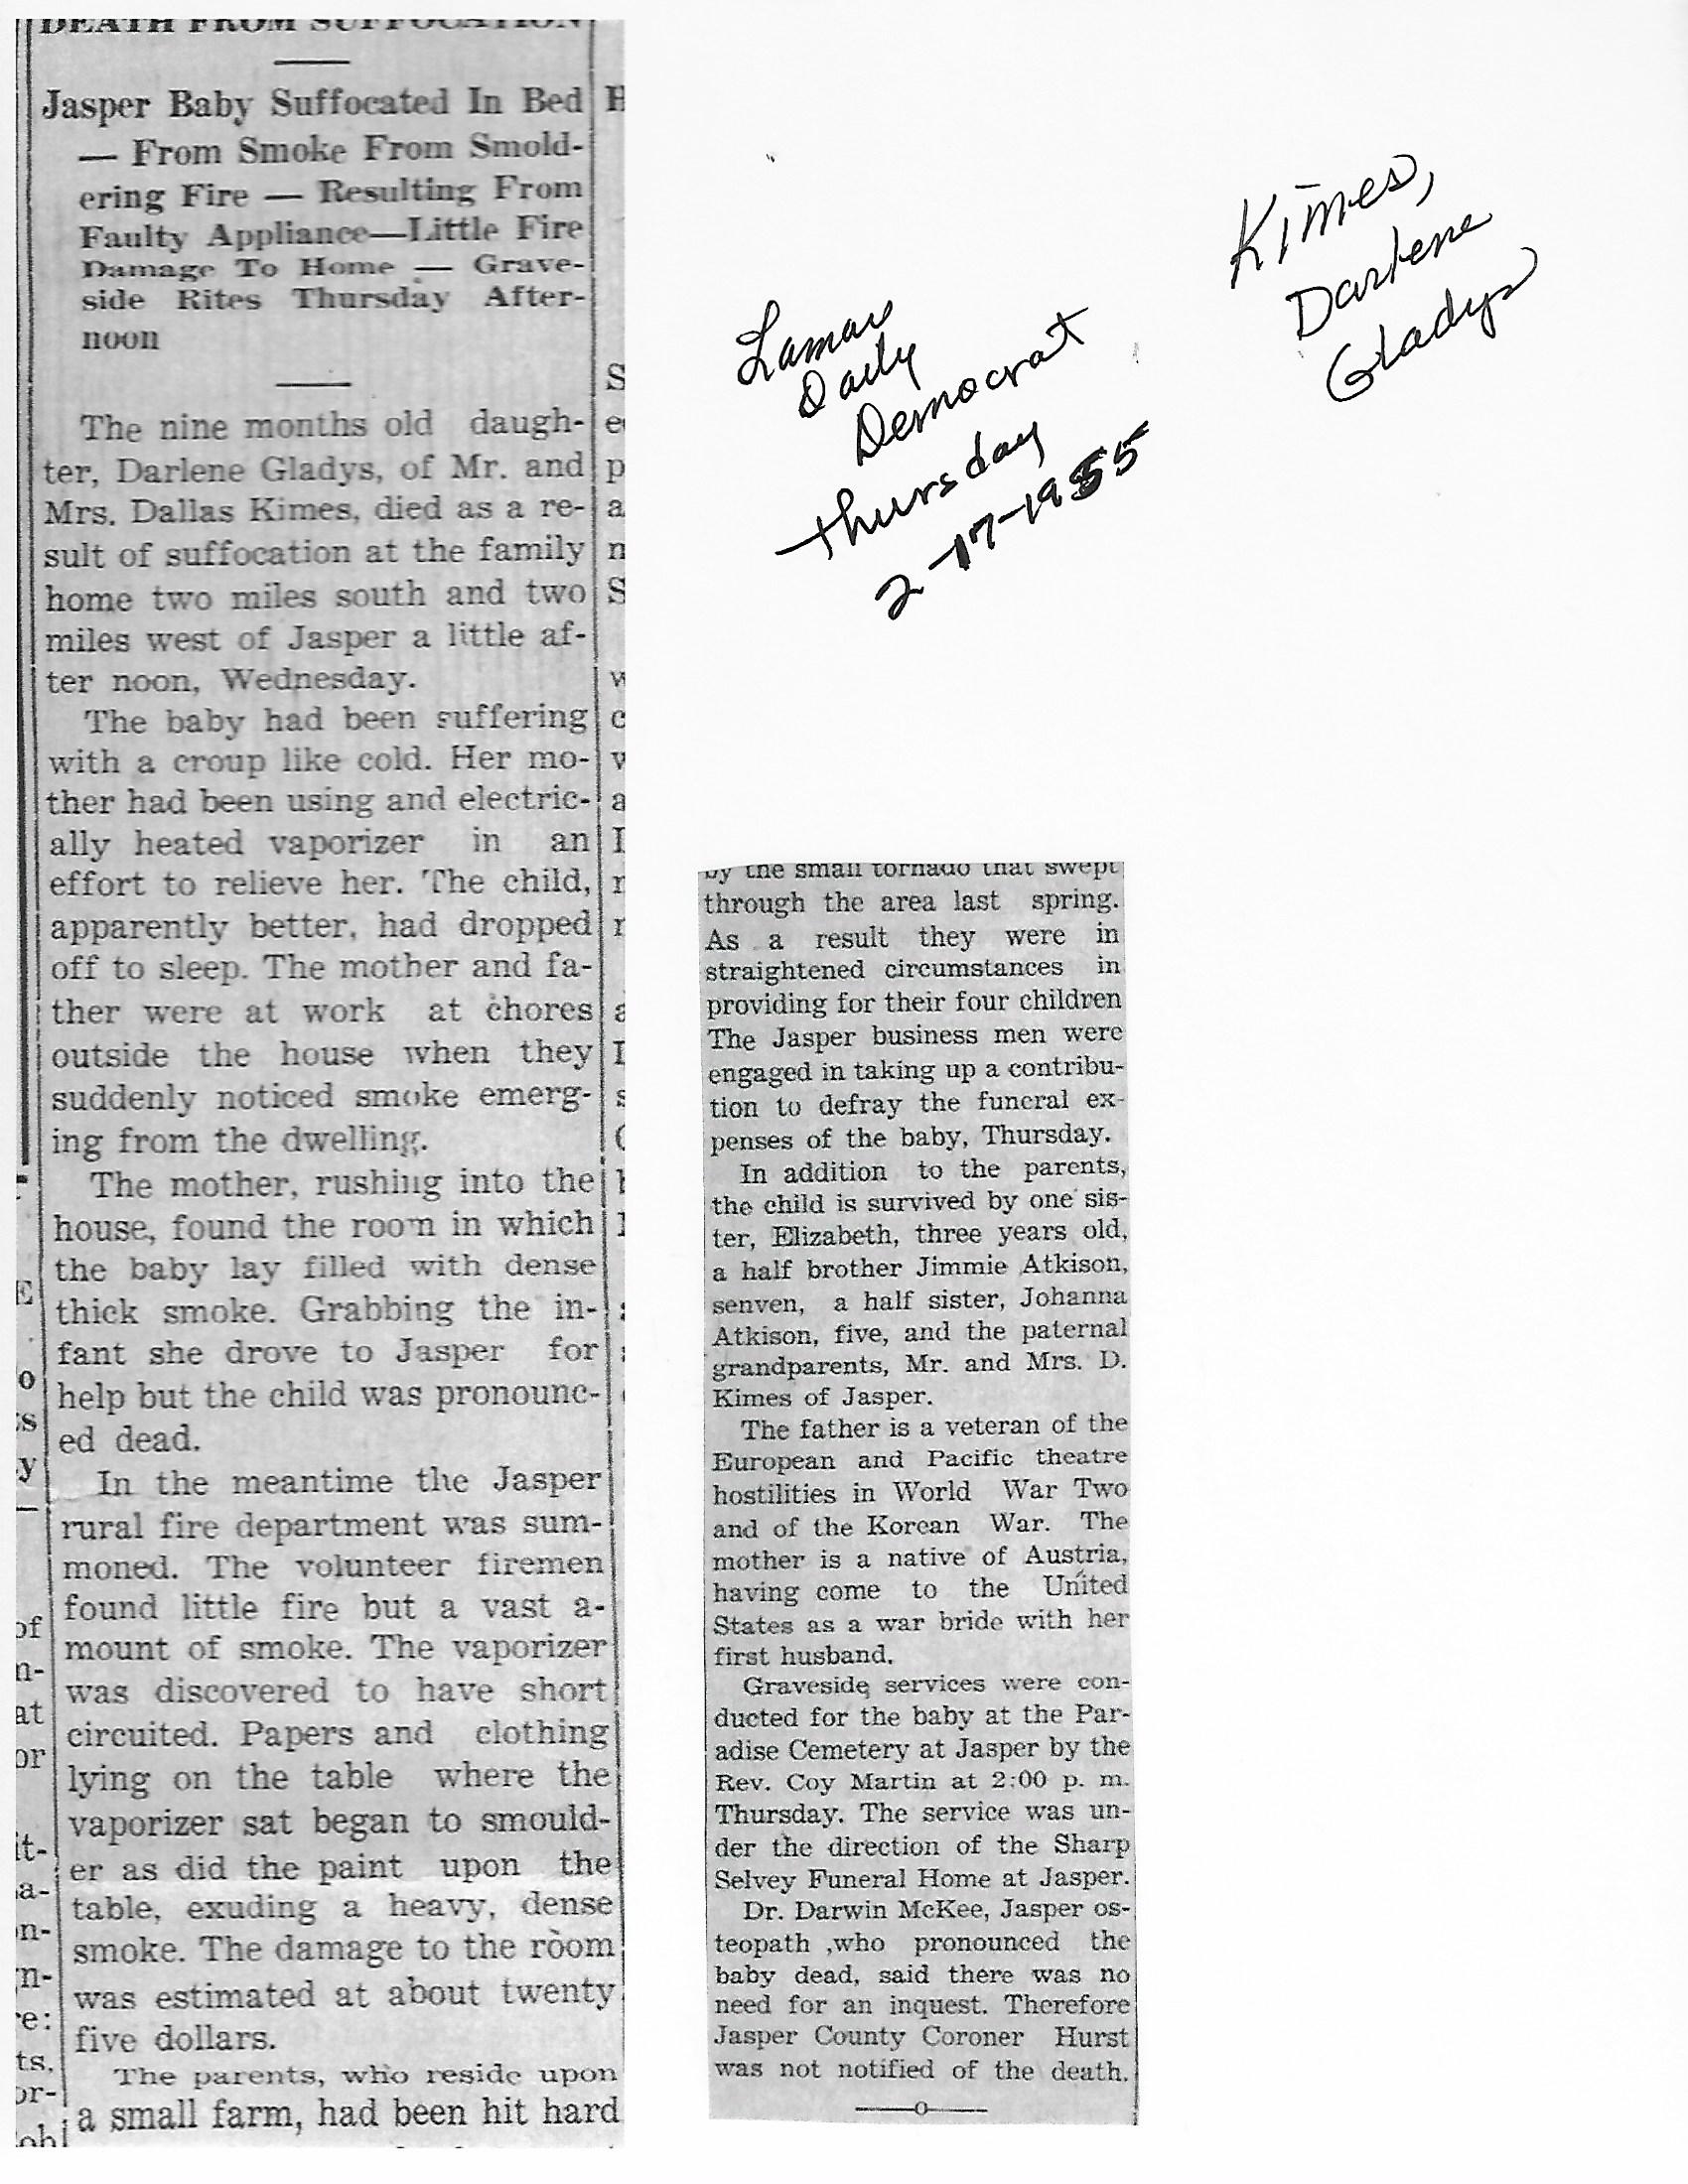 DEATH FROM SUFFOCATION
Jasper Baby Suffocated In Bed
— From Smoke From Smold-
ering Fire — Resulting From
Faulty Appliance—Little Fire
Damage To Home — Grave-
side Rites Thursday After-
noon
The nine months old daugh-
ter, Darlene Gladys, of Mr. and
Mrs. Dallas Kimes, died as a re-
sult of suffocation at the family
home two miles south and two
miles west of Jasper a little af-
ter noon, Wednesday.
The baby had been suffering
with a croup like cold. Her mo-
ther had been using and electric-
ally heated vaporizer in an
effort to relieve her. The child,
apparently better, had dropped
off to sleep. The mother and fa-
ther were at work at chores
outside the house when they
suddenly noticed smoke emerg-
ing from the dwelling.
The mother, rushing into the
house, found the room in which
the baby lay filled with dense
thick smoke. Grabbing the in-
fant she drove to Jasper for
help but the child was pronounc-
ed dead.
In the meantime the Jasper
rural fire department was sum-
moned. The volunteer firemen
found little fire but a vast a-
mount of smoke. The vaporizer
was discovered to have short
circuited. Papers and clothing
lying on the table where the
vaporizer sat began to smould-
er as did the paint upon the
table, exuding a heavy, dense
smoke. The damage to the room
was estimated at about twenty
five dollars.
The parents, who reside upon
a small farm, had been hit hard
Lamar
Daily
Democrat
Thursday
2-17-1955
Kimes,
Darlene
Gladys
by the small tornado that swept
through the area last spring.
As a result they were in
straightened circumstances in
providing for their four children
The Jasper business men were
engaged in taking up a contribu-
tion to defray the funeral ex-
penses of the baby, Thursday.
In addition to the parents,
the child is survived by one sis-
ter, Elizabeth, three years old,
a half brother Jimmie Atkison,
senven, a half sister, Johanna
Atkison, five, and the paternal
grandparents, Mr. and Mrs. D.
Kimes of Jasper.
The father is a veteran of the
European and Pacific theatre
hostilities in World War Two
and of the Korean War. The
mother is a native of Austria,
having come to the United
States as a war bride with her
first husband.
Graveside services were con-
ducted for the baby at the Par-
adise Cemetery at Jasper by the
Rev. Coy Martin at 2:00 p. m.
Thursday. The service was un-
der the direction of the Sharp
Selvey Funeral Home at Jasper.
Dr. Darwin McKee, Jasper os-
teopath ,who pronounced the
baby dead, said there was no
need for an inquest. Therefore
Jasper County Coroner Hurst
was not notified of the death.